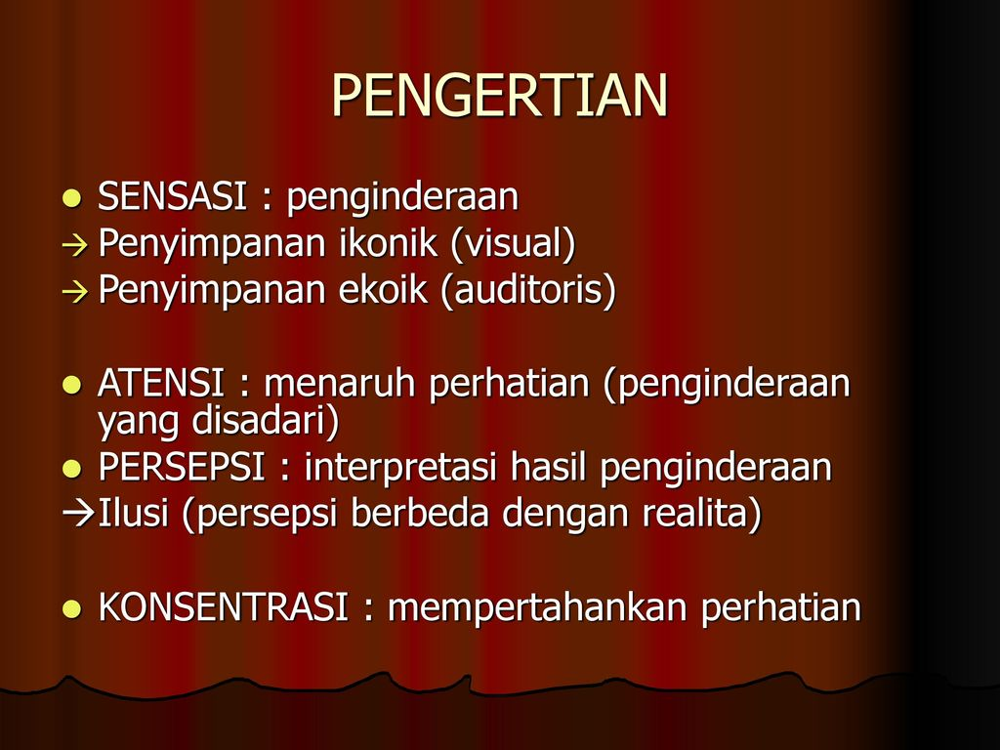 PENGERTIAN
● SENSASI : penginderaan
→ Penyimpanan ikonik (visual)
→ Penyimpanan ekoik (auditoris)
● ATENSI : menaruh perhatian (penginderaan
yang disadari)
● PERSEPSI : interpretasi hasil penginderaan
→Ilusi (persepsi berbeda dengan realita)
● KONSENTRASI : mempertahankan perhatian